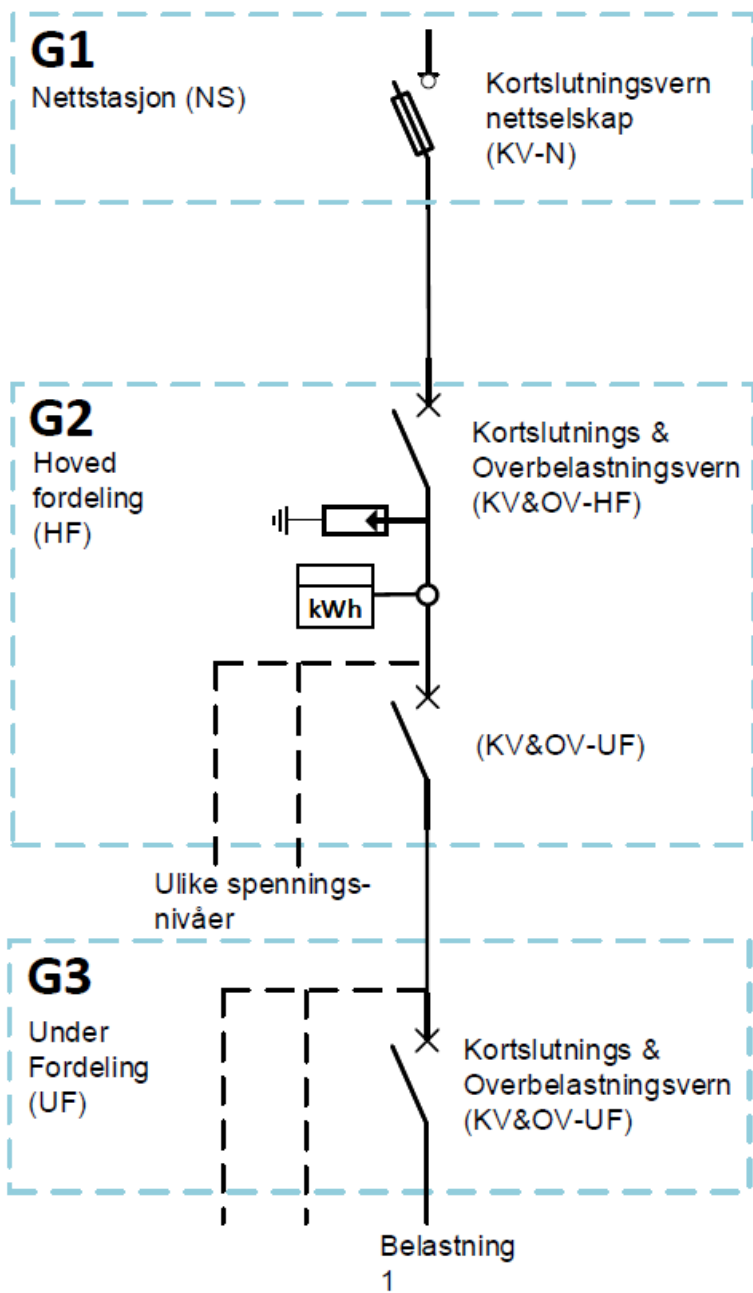 G1
Nettstasjon (NS)
Kortslutningsvern
nettselskap
(KV-N)
G2
Hoved
fordeling
(HF)
Kortslutnings &
Overbelastningsvern
(KV&OV-HF)
kWh
(KV&OV-UF)
Ulike spennings-
nivåer
G3
Under
Fordeling
(UF)
Kortslutnings &
Overbelastningsvern
(KV&OV-UF)
Belastning
1